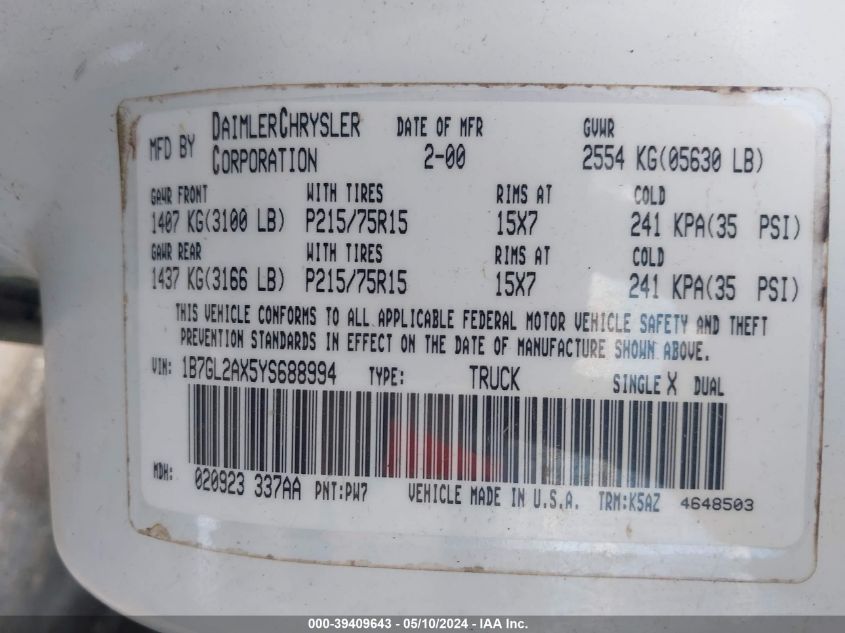 MFD BY DAIMLERCHRYSLER CORPORATION DATE OF MFR 2-00 GVWR 2554 KG(05630 LB)
GAWR FRONT WITH TIRES RIMS AT COLD
1407 KG(3100 LB) P215/75R15 15X7 241 KPA(35 PSI)
GAWR REAR WITH TIRES RIMS AT COLD
1437 KG(3166 LB) P215/75R15 15X7 241 KPA(35 PSI)
THIS VEHICLE CONFORMS TO ALL APPLICABLE FEDERAL MOTOR VEHICLE SAFETY AND THEFT
PREVENTION STANDARDS IN EFFECT ON THE DATE OF MANUFACTURE SHOWN ABOVE.
VIN: 1B7GL2AX5YS688994 TYPE: TRUCK SINGLE X DUAL
MDH: 020923 337AA PNT:PW7 VEHICLE MADE IN U.S.A. TRM:K5AZ 4648503
000-39409643 - 05/10/2024 - IAA Inc.